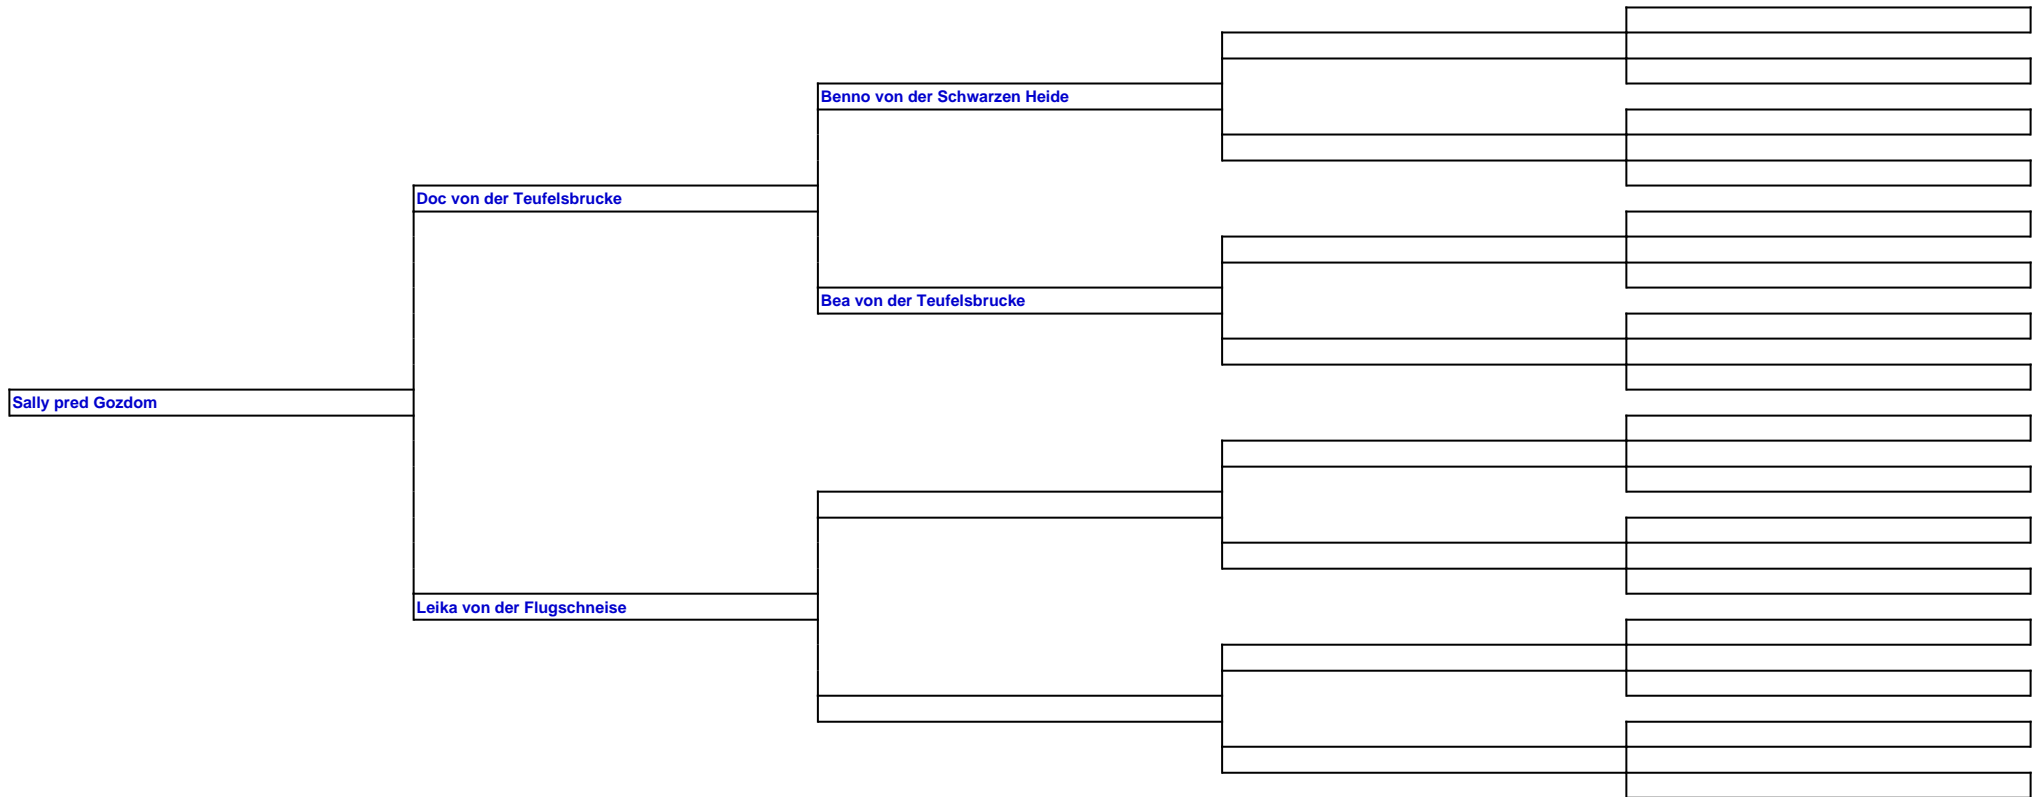 Benno von der Schwarzen Heide
Doc von der Teufelsbrucke
Bea von der Teufelsbrucke
Sally pred Gozdom
Leika von der Flugschneise